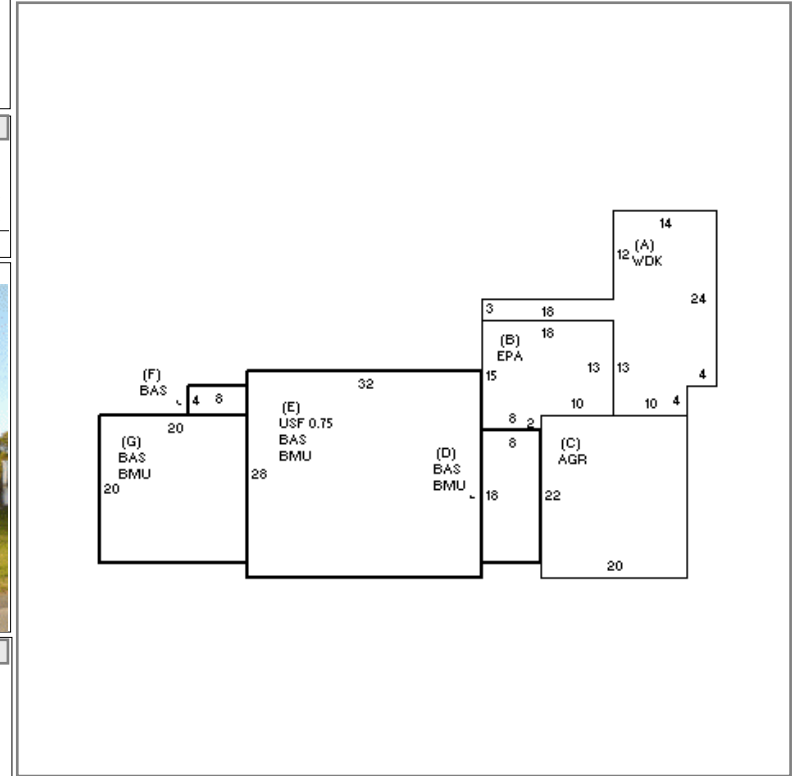 14
12 (A)
WDK
24
3 18
18
(B)
EPA
15 13 13
4
10 10 4
(F)
BAS
4 8
32
20
(E)
USF 0.75
BAS
BMU
(G)
BAS
BMU
20
28
8 2
8
(D)
BAS
BMU
18
(C)
AGR
22
20